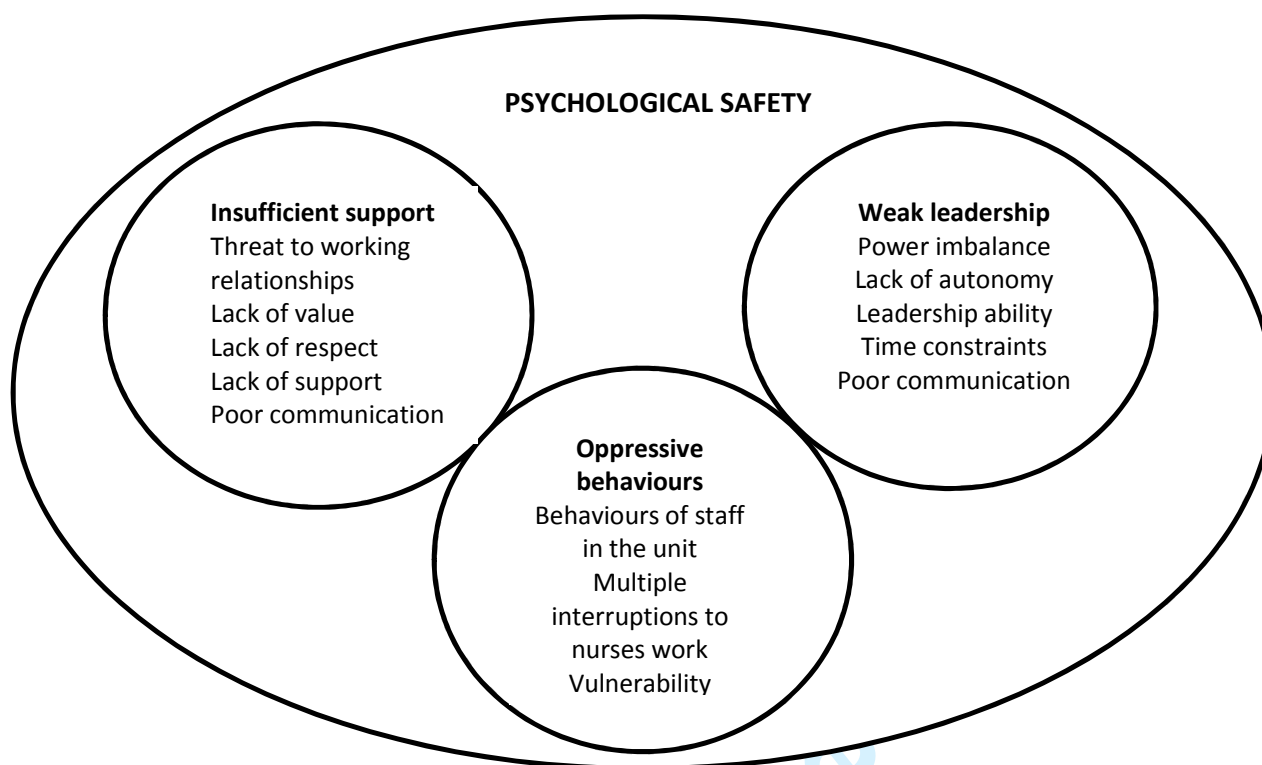 PSYCHOLOGICAL SAFETY
Insufficient support
Threat to working
relationships
Lack of value
Lack of respect
Lack of support
Poor communication
Weak leadership
Power imbalance
Lack of autonomy
Leadership ability
Time constraints
Poor communication
Oppressive
behaviours
Behaviours of staff
in the unit
Multiple
interruptions to
nurses work
Vulnerability